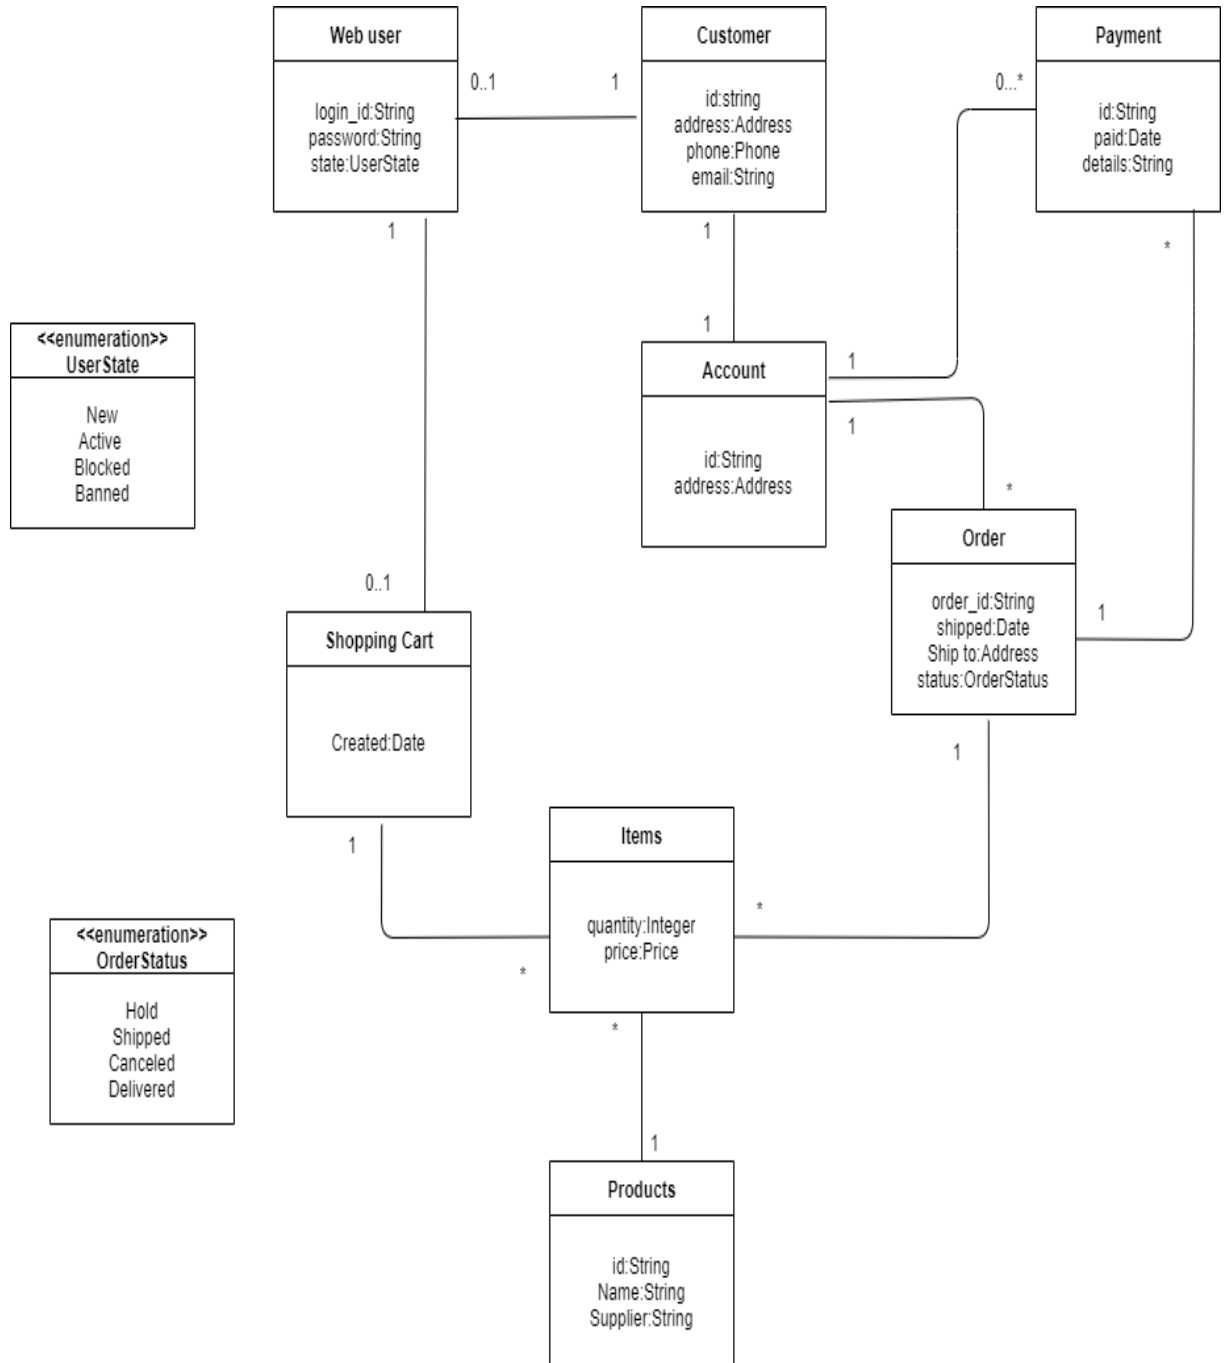 Web user
login_id:String
password:String
state:UserState
0..1
1
Customer
id:string
address:Address
phone:Phone
email:String
Payment
id:String
paid:Date
details:String
0...*
1
1
*
<<enumeration>>
UserState
New
Active
Blocked
Banned
1
Account
id:String
address:Address
1
1
*
0..1
Shopping Cart
Created:Date
Order
order_id:String
shipped:Date
Ship to:Address
status:OrderStatus
1
1
1
Items
quantity:Integer
price:Price
*
*
*
<<enumeration>>
OrderStatus
Hold
Shipped
Canceled
Delivered
1
Products
id:String
Name:String
Supplier:String